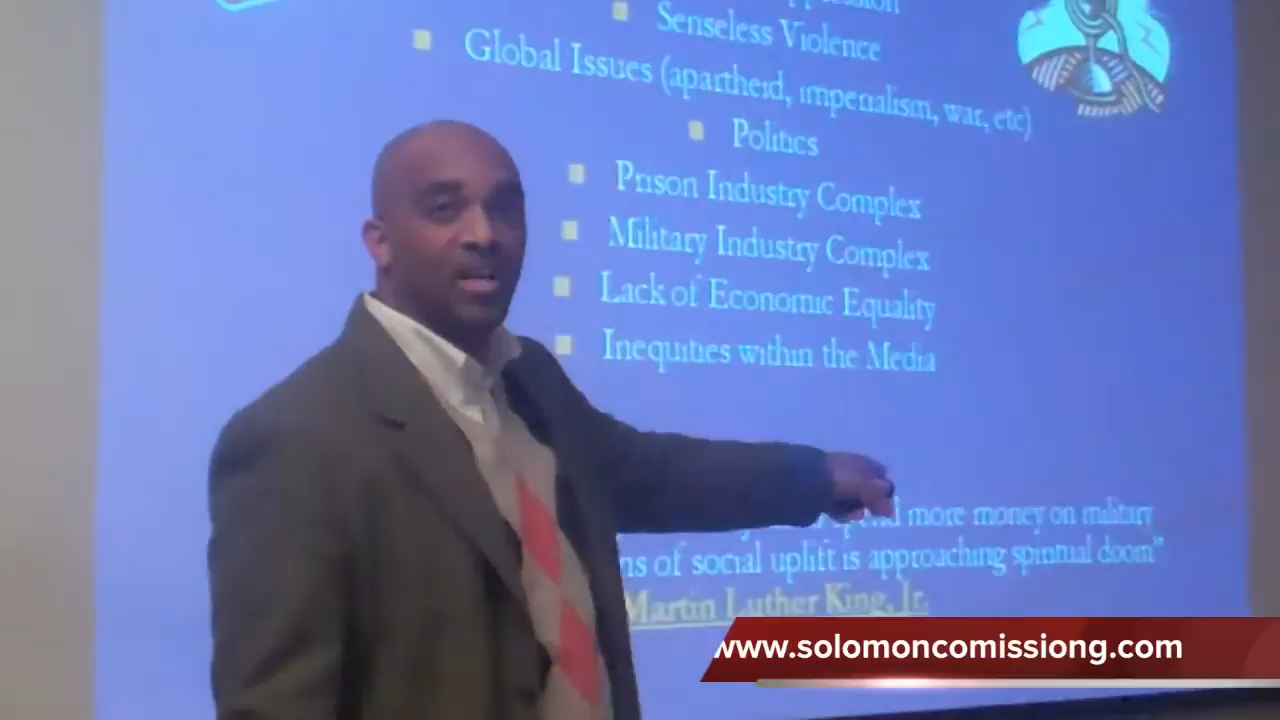 Senseless Violence
Global Issues (apartheid, imperialism, war, etc)
Politics
Prison Industry Complex
Military Industry Complex
Lack of Economic Equality
Inequities within the Media
spend more money on military
of social uplift is approaching spiritual doom"
Martin Luther King, Jr.
www.solomoncomissiong.com